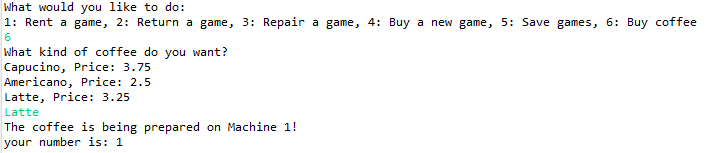 What would you like to do:
1: Rent a game, 2: Return a game, 3: Repair a game, 4: Buy a new game, 5: Save games, 6: Buy coffee
6
What kind of coffee do you want?
Capucino, Price: 3.75
Americano, Price: 2.5
Latte, Price: 3.25
Latte
The coffee is being prepared on Machine 1!
your number is: 1